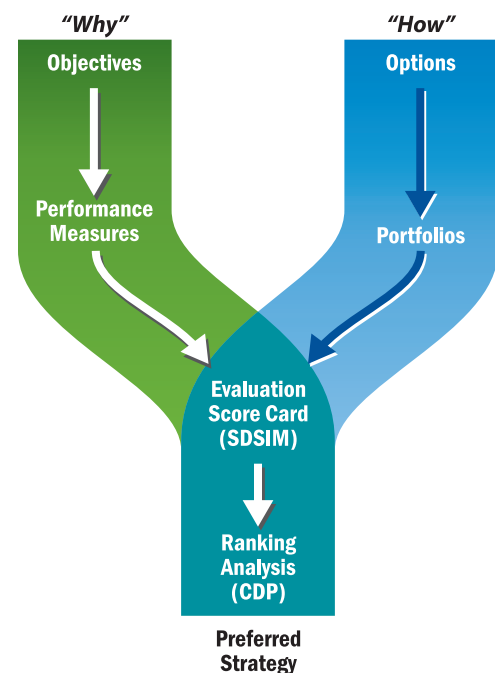 “Why”
Objectives
Performance
Measures
“How”
Options
Portfolios
Evaluation
Score Card
(SDSIM)
Ranking
Analysis
(CDP)
Preferred
Strategy